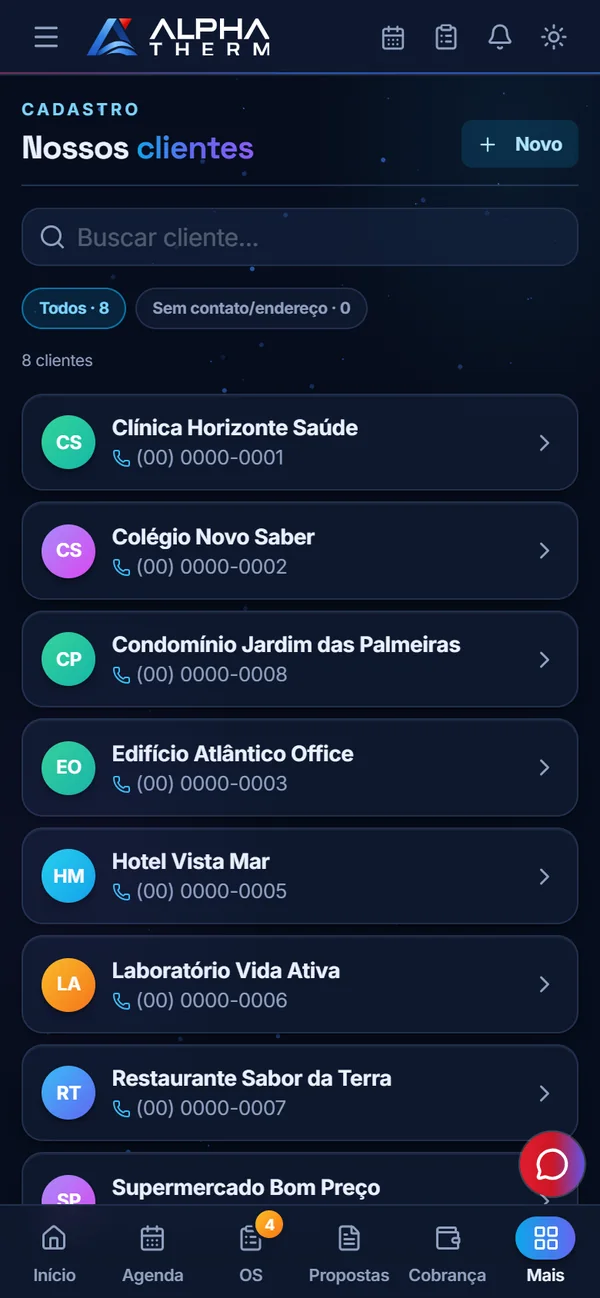 ALPHA
THERM
CADASTRO
Nossos clientes
+ Novo
Buscar cliente...
Todos · 8
Sem contato/endereço · 0
8 clientes
CS
Clínica Horizonte Saúde
(00) 0000-0001
CS
Colégio Novo Saber
(00) 0000-0002
CP
Condomínio Jardim das Palmeiras
(00) 0000-0008
EO
Edifício Atlântico Office
(00) 0000-0003
HM
Hotel Vista Mar
(00) 0000-0005
LA
Laboratório Vida Ativa
(00) 0000-0006
RT
Restaurante Sabor da Terra
(00) 0000-0007
SP
Supermercado Bom Preço
4
Início
Agenda
OS
Propostas
Cobrança
Mais